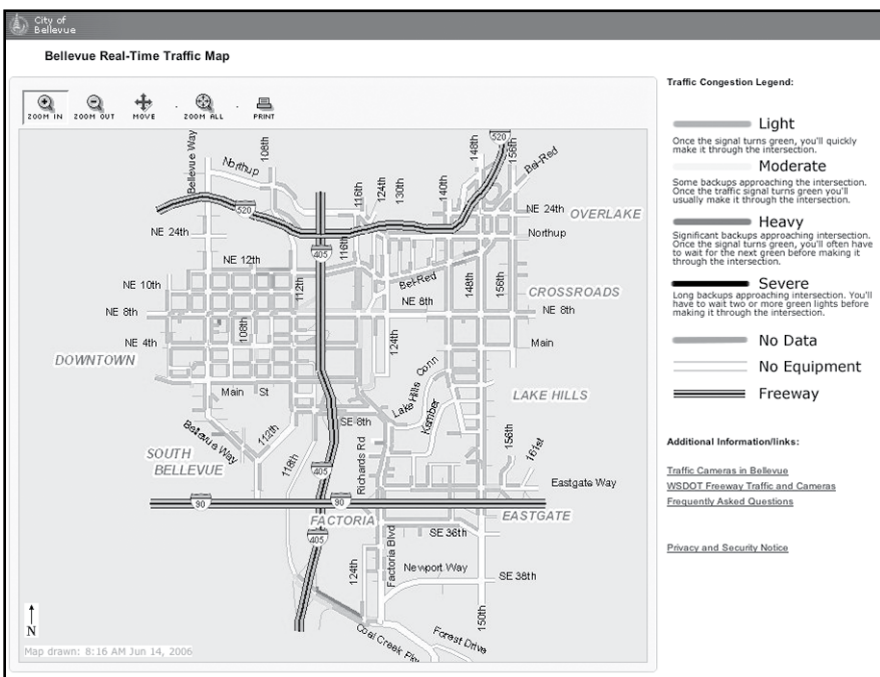 City of
Bellevue
Bellevue Real-Time Traffic Map
ZOOM IN
ZOOM OUT
MOVE
ZOOM ALL
PRINT
Bellevue Way
Northup
108th
116th
124th
130th
140th
148th
520
156th
Bel-Red
NE 24th
OVERLAKE
Northup
520
NE 24th
405
116th
NE 12th
Bel-Red
NE 10th
112th
148th
156th
CROSSROADS
NE 8th
NE 8th
NE 8th
108th
NE 4th
124th
Main
DOWNTOWN
Main St
Lake Hills Conn
LAKE HILLS
Kamber
SE 8th
Bellevue Way
112th
SOUTH
BELLEVUE
118th
Richards Rd
156th
161st
405
Eastgate Way
90
90
FACTORIA
EASTGATE
405
Factoria Blvd
SE 36th
124th
Newport Way
SE 38th
150th
N
Coal Creek Pkwy
Forest Drive
Map drawn: 8:16 AM Jun 14, 2006
Traffic Congestion Legend:
Light
Once the signal turns green, you'll quickly
make it through the intersection.
Moderate
Some backups approaching the intersection.
Once the traffic signal turns green you'll
usually make it through the intersection.
Heavy
Significant backups approaching intersection.
Once the signal turns green, you'll often have
to wait for the next green before making it
through the intersection.
Severe
Long backups approaching intersection. You'll
have to wait two or more green lights before
making it through the intersection.
No Data
No Equipment
Freeway
Additional Information/links:
Traffic Cameras in Bellevue
WSDOT Freeway Traffic and Cameras
Frequently Asked Questions
Privacy and Security Notice